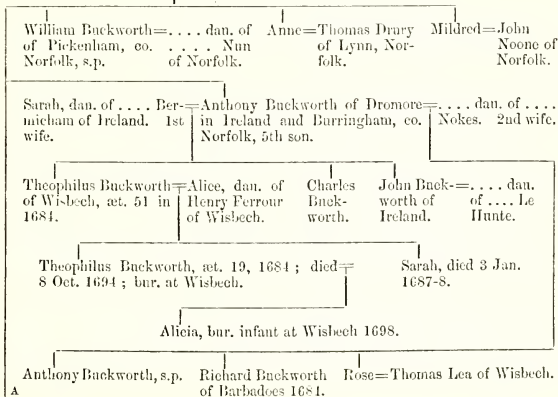 William Buckworth=. . . . dau. of
of Pickenham, co. . . . . Nun
Norfolk, s.p. of Norfolk.
Anne=Thomas Drury
of Lynn, Nor-
folk.
Mildred=John
Noone of
Norfolk.
Sarah, dau. of . . . . Ber-
micham of Ireland. 1st
wife.
=Anthony Buckworth of Dromore=
in Ireland and Burringham, co.
Norfolk, 5th son.
. . . . dau. of . . . .
Nokes. 2nd wife.
Theophilus Buckworth
of Wisbech, æt. 51 in
1684.
=Alice, dau. of
Henry Ferrour
of Wisbech.
Charles
Buck-
worth.
John Buck-
worth of
Ireland.
=. . . . dau.
of . . . . Le
Hunte.
Theophilus Buckworth, æt. 19, 1684 ; died=
8 Oct. 1694 ; bur. at Wisbech.
Sarah, died 3 Jan.
1687-8.
Alicia, bur. infant at Wisbech 1698.
Anthony Buckworth, s.p.
Richard Buckworth
of Barbadoes 1684.
Rose=Thomas Lea of Wisbech.
A